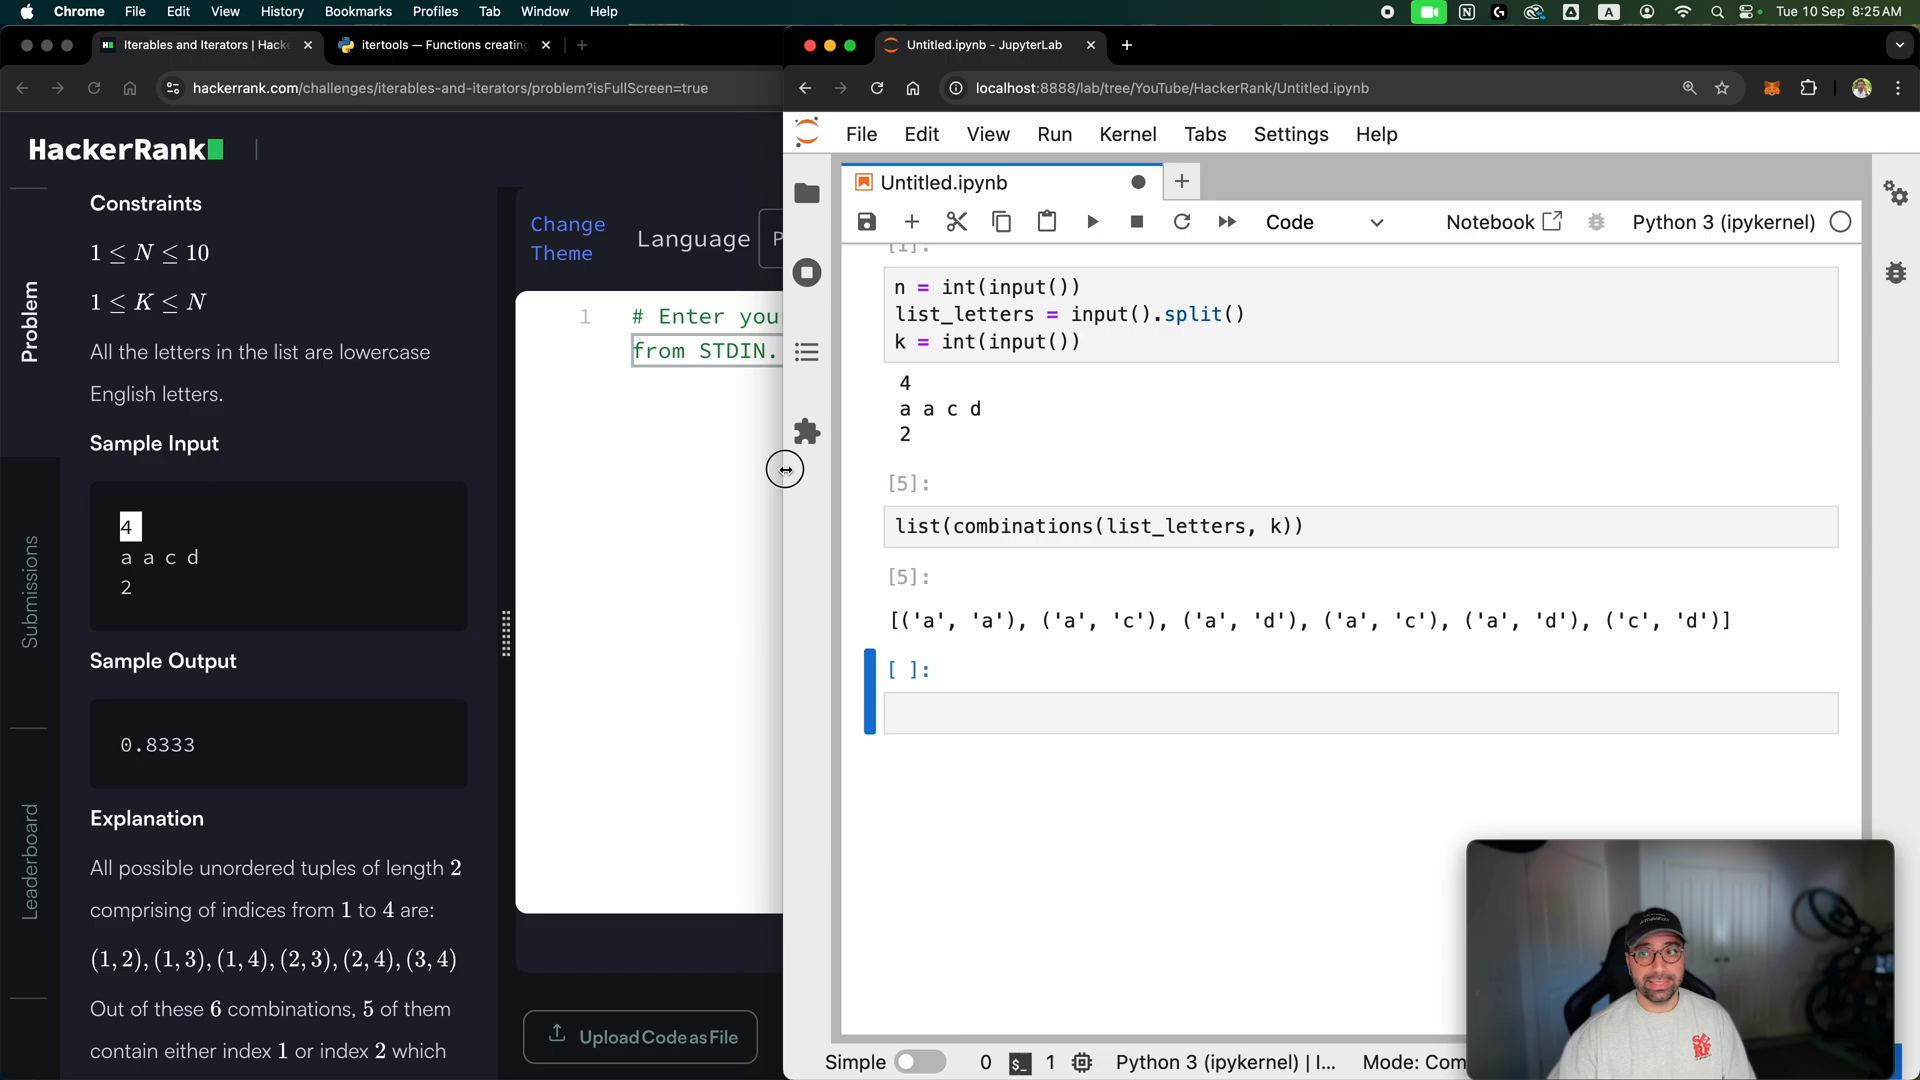 Chrome File Edit View History Bookmarks Profiles Tab Window Help
Tue 10 Sep 8:25 AM
Iterables and Iterators | Hack
itertools — Functions creating
hackerrank.com/challenges/iterables-and-iterators/problem?isFullScreen=true
HackerRank
Problem
Submissions
Leaderboard
Constraints
1 ≤ N ≤ 10
1 ≤ K ≤ N
All the letters in the list are lowercase
English letters.
Sample Input
4
a a c d
2
Sample Output
0.8333
Explanation
All possible unordered tuples of length 2
comprising of indices from 1 to 4 are:
(1, 2), (1, 3), (1, 4), (2, 3), (2, 4), (3, 4)
Out of these 6 combinations, 5 of them
contain either index 1 or index 2 which
Change
Theme
Language
P
1
# Enter you
from STDIN.
Upload Code as File
Untitled.ipynb - JupyterLab
localhost:8888/lab/tree/YouTube/HackerRank/Untitled.ipynb
File Edit View Run Kernel Tabs Settings Help
Untitled.ipynb
Code
Notebook
Python 3 (ipykernel)
[1]:
n = int(input())
list_letters = input().split()
k = int(input())
4
a a c d
2
[5]:
list(combinations(list_letters, k))
[5]:
[('a', 'a'), ('a', 'c'), ('a', 'd'), ('a', 'c'), ('a', 'd'), ('c', 'd')]
[ ]:
Simple 0 1 Python 3 (ipykernel) | I... Mode: Com